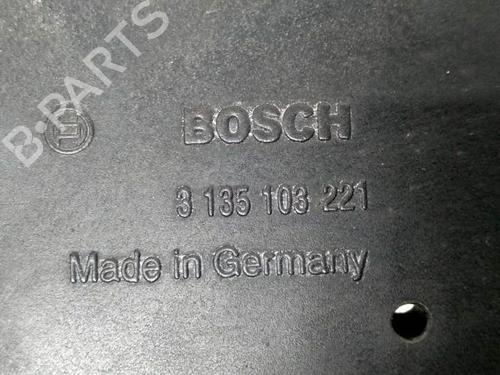 B-PARTS
BOSCH
3 135 103 221
Made in Germany